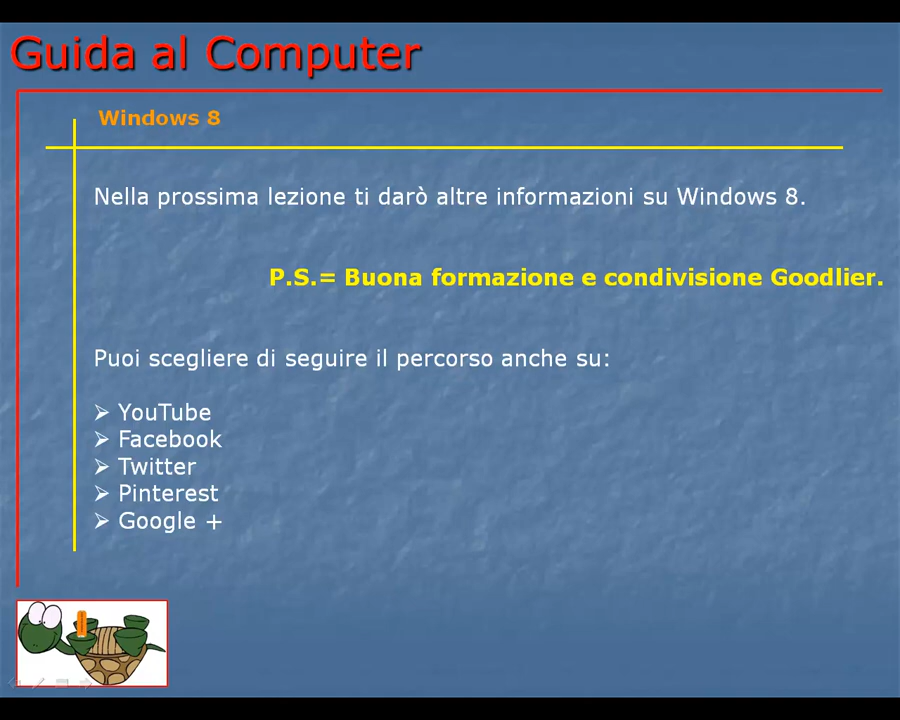 Guida al Computer
Windows 8
Nella prossima lezione ti darò altre informazioni su Windows 8.
P.S.= Buona formazione e condivisione Goodlier.
Puoi scegliere di seguire il percorso anche su:
➢ YouTube
➢ Facebook
➢ Twitter
➢ Pinterest
➢ Google +